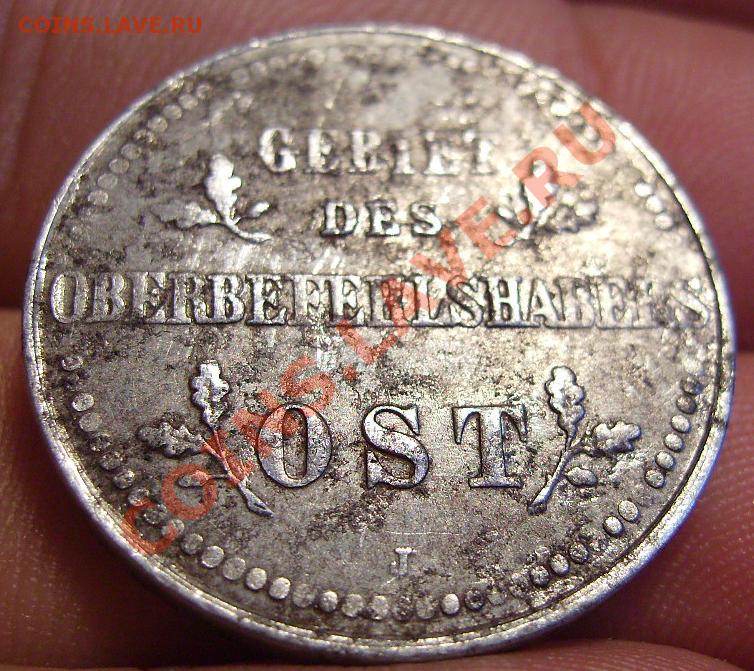 COINS.LAVE.RU
GEBIET
DES
OBERBEFEHLSHABERS
OST
J
COINS.LAVE.RU